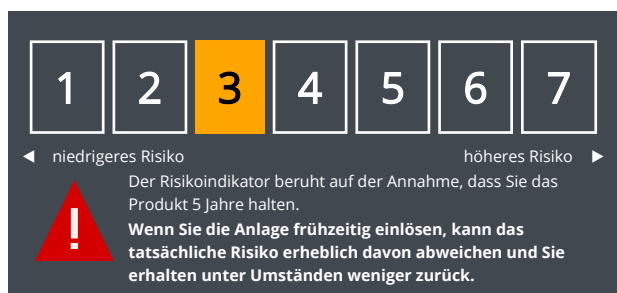 1 2 3 4 5 6 7
◀ niedrigeres Risiko höheres Risiko ▶
Der Risikoindikator beruht auf der Annahme, dass Sie das
Produkt 5 Jahre halten.
Wenn Sie die Anlage frühzeitig einlösen, kann das
tatsächliche Risiko erheblich davon abweichen und Sie
erhalten unter Umständen weniger zurück.
!